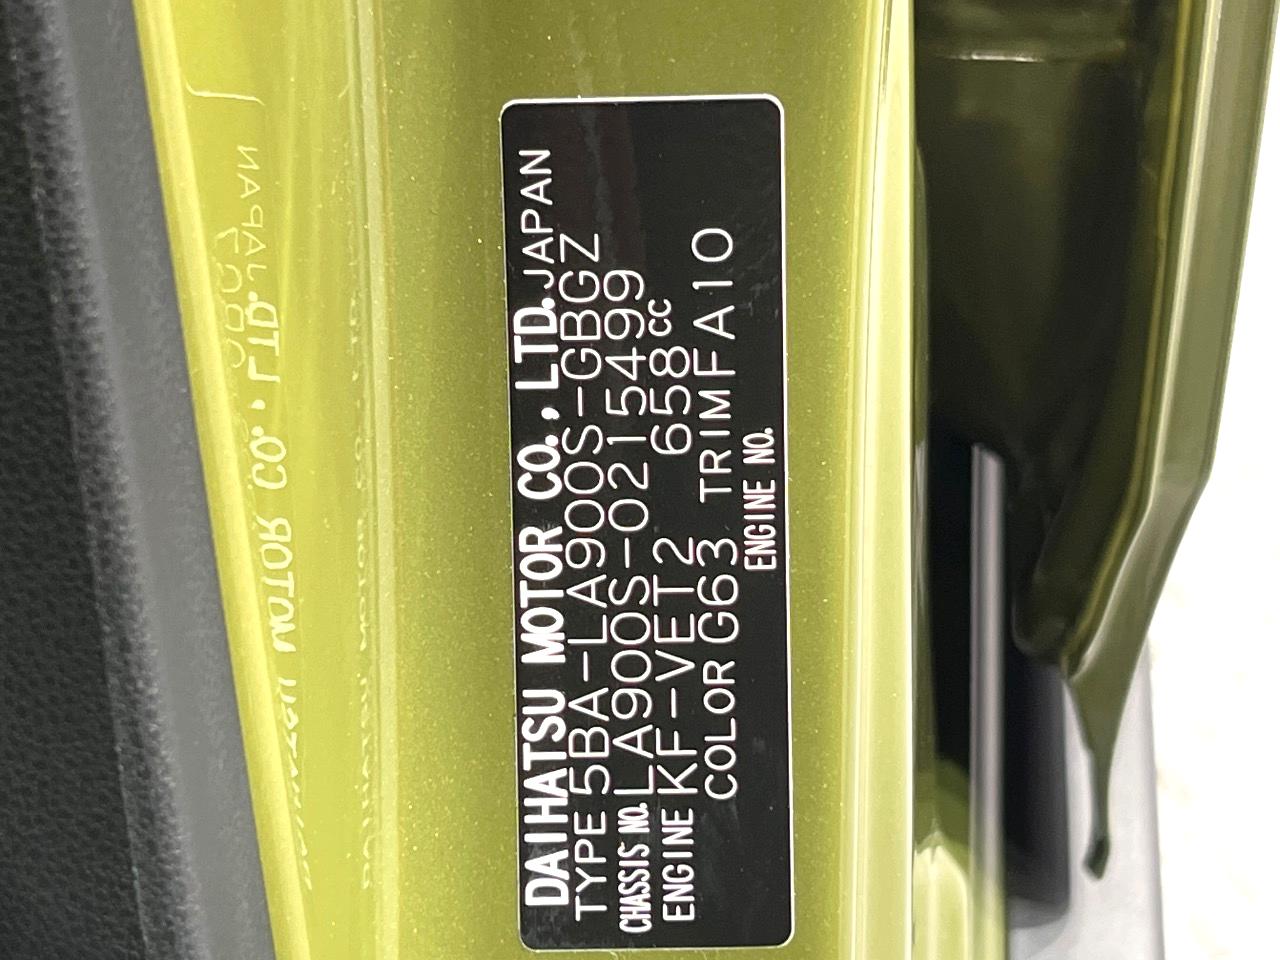 DAIHATSU MOTOR CO., LTD. JAPAN
TYPE 5BA-LA900S-GBGZ
CHASSIS NO. LA900S-0215499
ENGINE KF-VET2 658cc
COLOR G63 TRIM FA10
ENGINE NO.